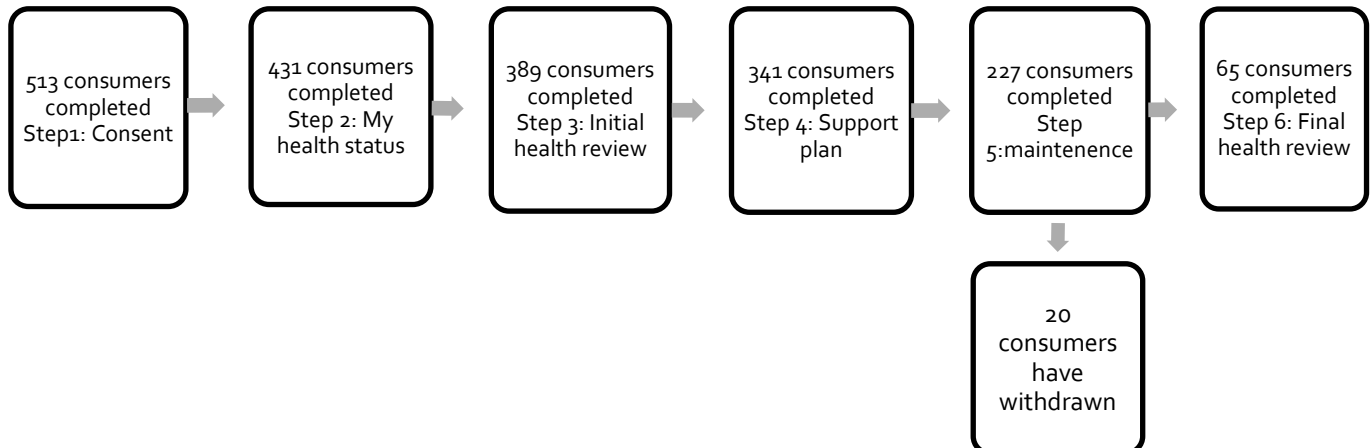 513 consumers
completed
Step1: Consent
431 consumers
completed
Step 2: My
health status
389 consumers
completed
Step 3: Initial
health review
341 consumers
completed
Step 4: Support
plan
227 consumers
completed
Step
5:maintenence
65 consumers
completed
Step 6: Final
health review
20
consumers
have
withdrawn